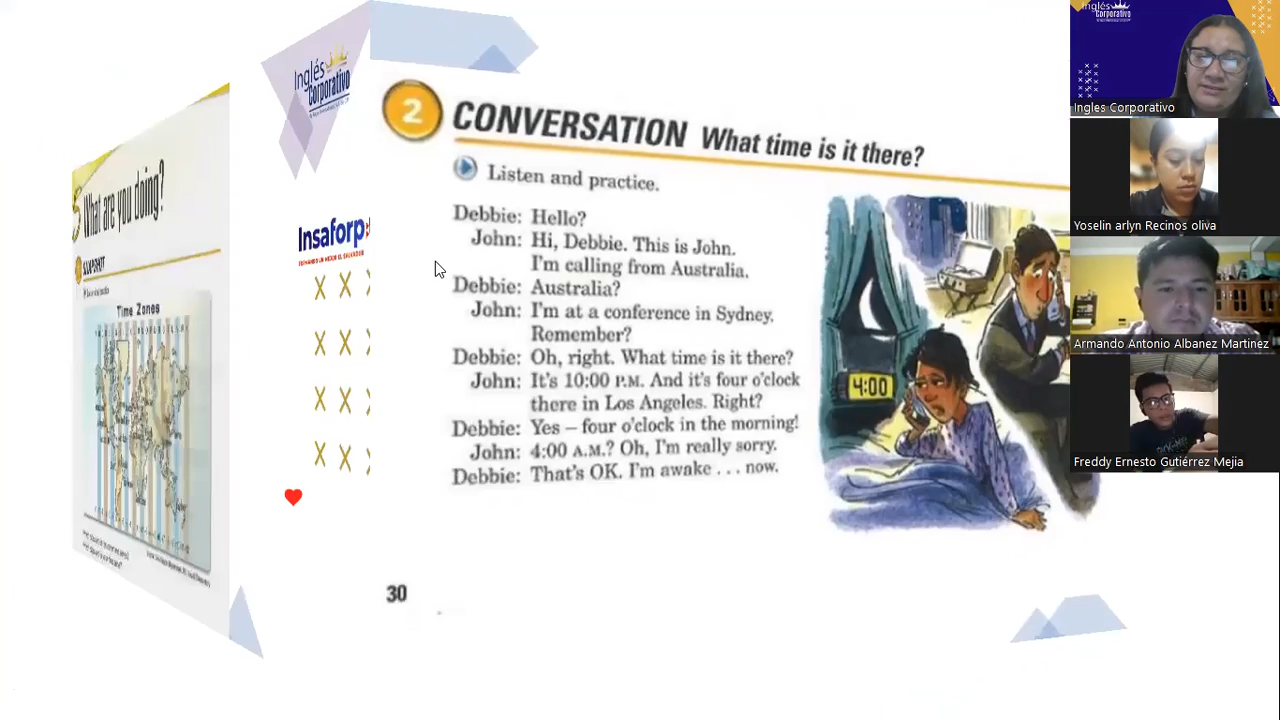 5 What are you doing?
SNAPSHOT
Time Zones
Inglés
Corporativo
Insaforp
2 CONVERSATION What time is it there?
Listen and practice.
Debbie: Hello?
John: Hi, Debbie. This is John.
I'm calling from Australia.
Debbie: Australia?
John: I'm at a conference in Sydney.
Remember?
Debbie: Oh, right. What time is it there?
John: It's 10:00 P.M. And it's four o'clock
there in Los Angeles. Right?
Debbie: Yes – four o'clock in the morning!
John: 4:00 A.M.? Oh, I'm really sorry.
Debbie: That's OK. I'm awake . . . now.
4:00
30
Inglés
Corporativo
Ingles Corporativo
Yoselin arlyn Recinos oliva
Armando Antonio Albanez Martinez
Freddy Ernesto Gutiérrez Mejia